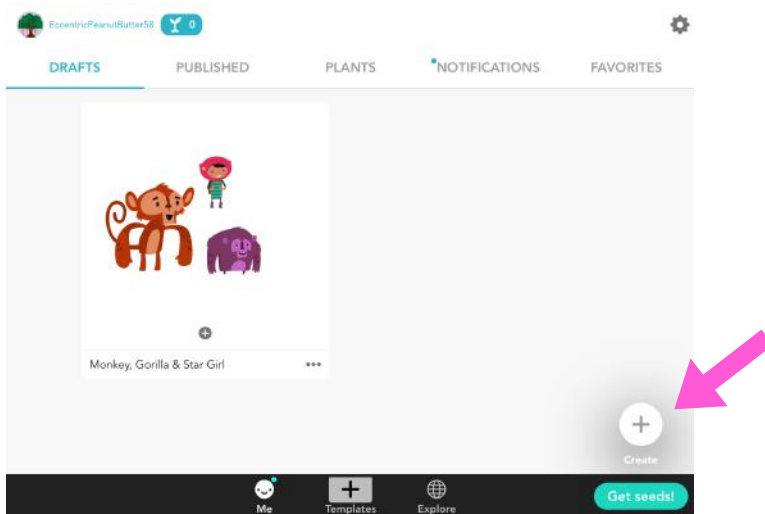 EccentricPeanutButter58 0
DRAFTS PUBLISHED PLANTS NOTIFICATIONS FAVORITES
Monkey, Gorilla & Star Girl
Create
Me Templates Explore Get seeds!